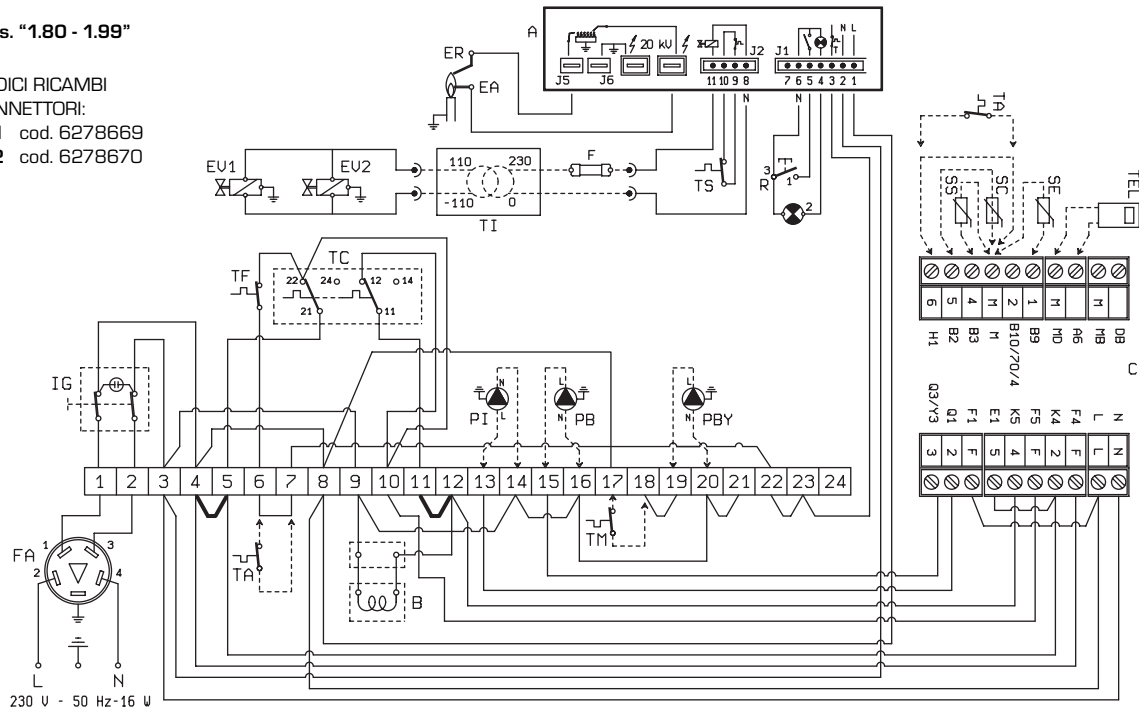 s. “1.80 - 1.99”
DICI RICAMBI
NNETTORI:
1 cod. 6278669
2 cod. 6278670
A
20 kV
J5
J6
J2
11 10 9 8
N
J1
N L
7 6 5 4 3 2 1
N
ER
EA
EV1
EV2
110 230
-110 0
TI
F
TS
3
R
1
2
TA
SS
SC
SE
TEL
6 5 4 M 2 1 M M
H1 B2 B3 M B10/70/4 B9 MD A6 MB DB
C
Q3/Y3 Q1 F1 E1 K5 F5 K4 F4 L N
3 2 F 5 4 F 2 F L N
TF
TC
22 24 12 14
21 11
IG
PI
N
L
PB
L
N
PBY
L
N
1 2 3 4 5 6 7 8 9 10 11 12 13 14 15 16 17 18 19 20 21 22 23 24
FA
1 3
2 4
TA
B
TM
L N
230 V - 50 Hz-16 W